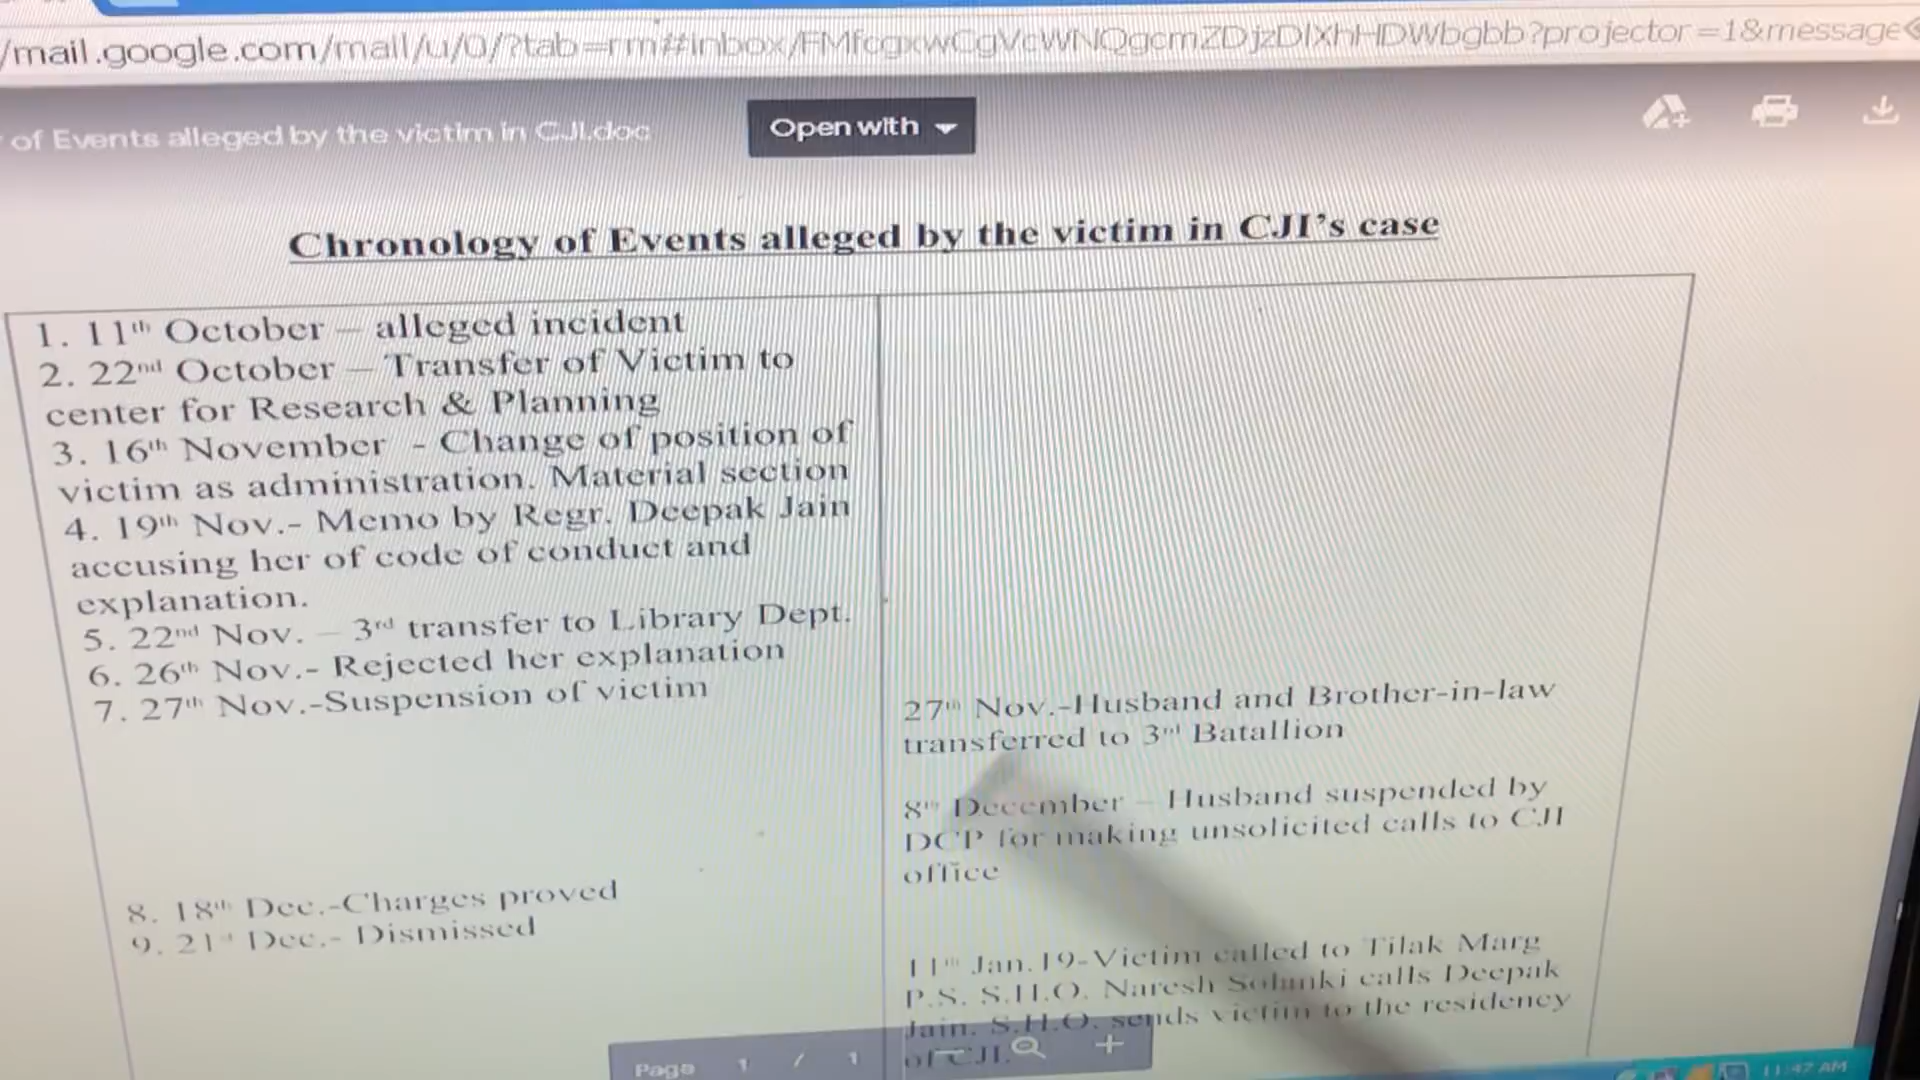 /mail.google.com/mail/u/0/?tab=rm#inbox/FMfcgxwCgVcWNQgcmZDjzDlXhHDWbgbb?projector=1&message
of Events alleged by the victim in CJI.doc
Open with
Chronology of Events alleged by the victim in CJI's case
1. 11th October – alleged incident
2. 22nd October – Transfer of Victim to
center for Research & Planning
3. 16th November - Change of position of
victim as administration. Material section
4. 19th Nov.- Memo by Regr. Deepak Jain
accusing her of code of conduct and
explanation.
5. 22nd Nov. – 3rd transfer to Library Dept.
6. 26th Nov.- Rejected her explanation
7. 27th Nov.-Suspension of victim
8. 18th Dec.-Charges proved
9. 21st Dec.- Dismissed
27th Nov.-Husband and Brother-in-law
transferred to 3rd Batallion
8th December – Husband suspended by
DCP for making unsolicited calls to CJI
office
11th Jan.19-Victim called to Tilak Marg
P.S. S.H.O. Naresh Solanki calls Deepak
Jain. S.H.O. sends victim to the residency
of CJI.
Page 1 / 1
11:47 AM